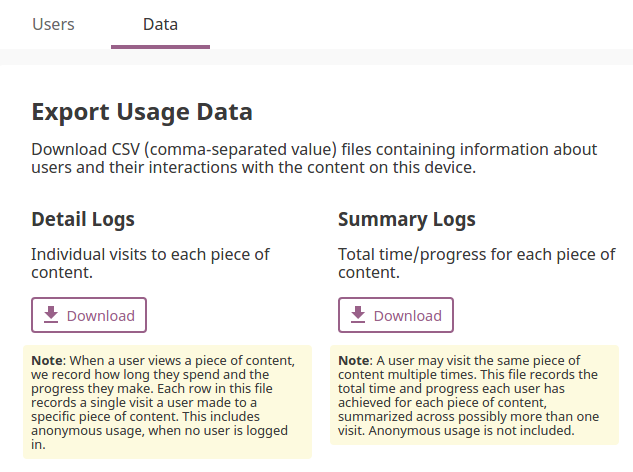 Users
Data
Export Usage Data
Download CSV (comma-separated value) files containing information about
users and their interactions with the content on this device.
Detail Logs
Individual visits to each piece of
content.
Download
Note: When a user views a piece of content,
we record how long they spend and the
progress they make. Each row in this file
records a single visit a user made to a
specific piece of content. This includes
anonymous usage, when no user is logged
in.
Summary Logs
Total time/progress for each piece of
content.
Download
Note: A user may visit the same piece of
content multiple times. This file records the
total time and progress each user has
achieved for each piece of content,
summarized across possibly more than one
visit. Anonymous usage is not included.